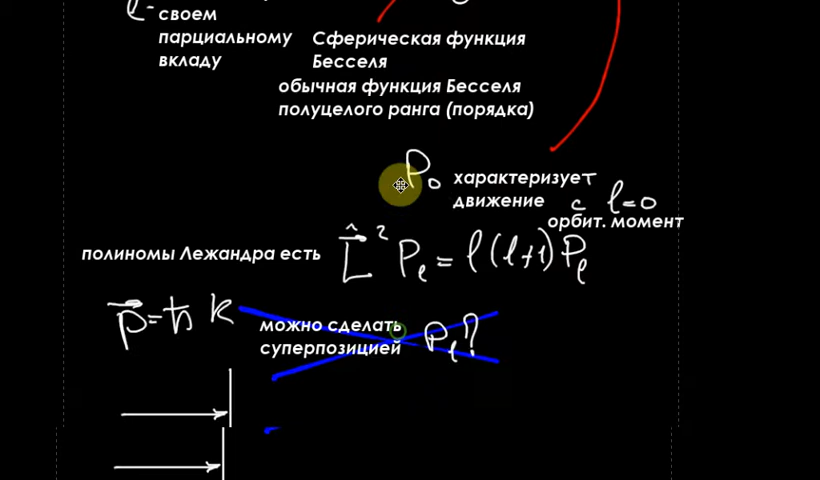 l -
своем
парциальному
вкладу
Сферическая функция
Бесселя
обычная функция Бесселя
полуцелого ранга (порядка)
P₀ характеризует
движение с l=0
орбит. момент
полиномы Лежандра есть L̂⃗² Pₗ = l(l+1) Pₗ
p⃗ = ħ k
можно сделать
суперпозицией Pₗ?